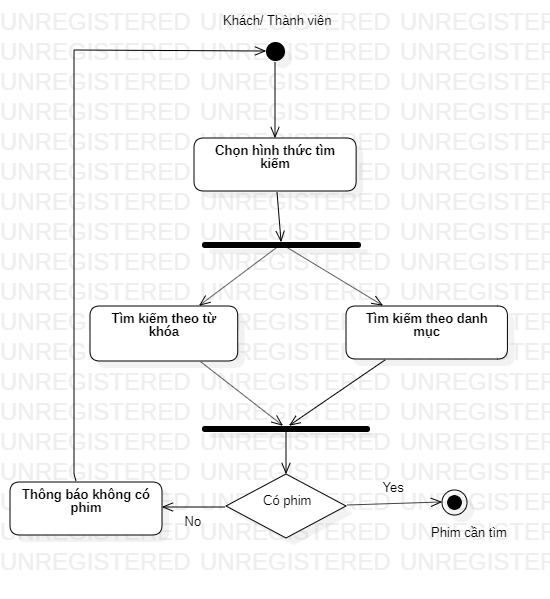 Khách/ Thành viên
Chọn hình thức tìm
kiếm
Tìm kiếm theo từ
khóa
Tìm kiếm theo danh
mục
Thông báo không có
phim
Có phim
Yes
No
Phim cần tìm
UNREGISTERED UNREGISTERED UNREGISTERED